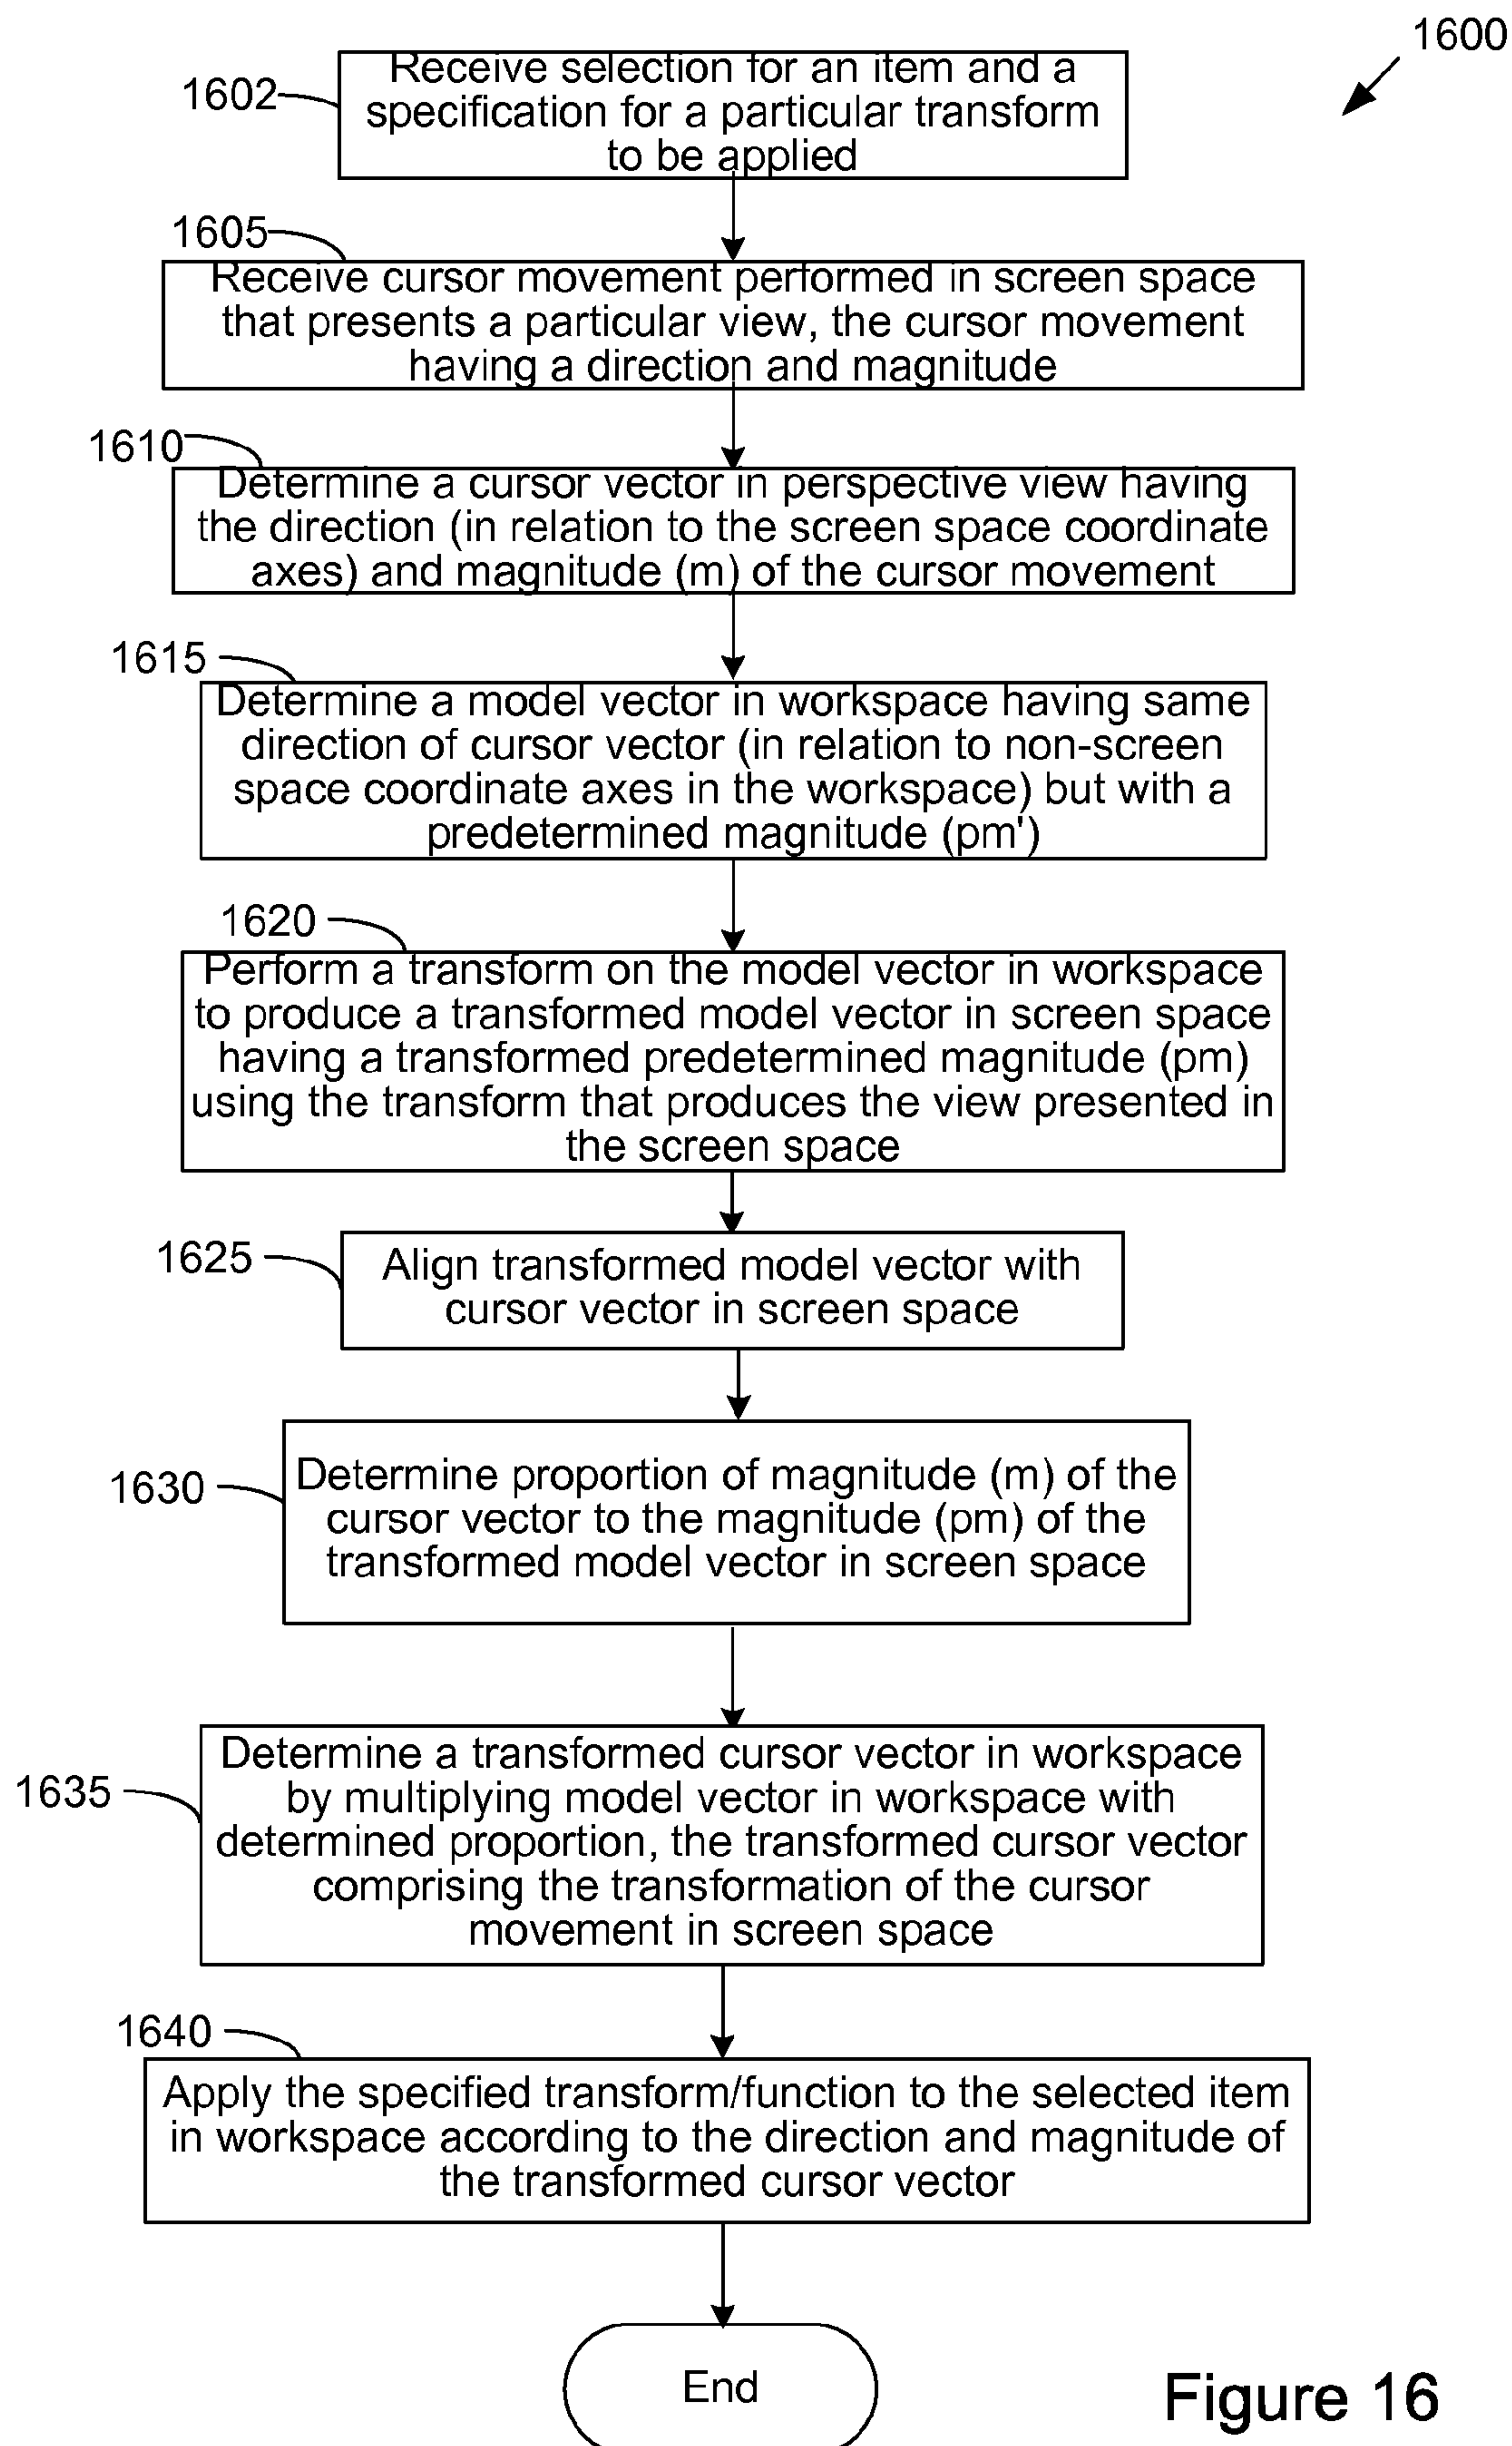 1600
1602
Receive selection for an item and a
specification for a particular transform
to be applied
1605
Receive cursor movement performed in screen space
that presents a particular view, the cursor movement
having a direction and magnitude
1610
Determine a cursor vector in perspective view having
the direction (in relation to the screen space coordinate
axes) and magnitude (m) of the cursor movement
1615
Determine a model vector in workspace having same
direction of cursor vector (in relation to non-screen
space coordinate axes in the workspace) but with a
predetermined magnitude (pm')
1620
Perform a transform on the model vector in workspace
to produce a transformed model vector in screen space
having a transformed predetermined magnitude (pm)
using the transform that produces the view presented in
the screen space
1625
Align transformed model vector with
cursor vector in screen space
1630
Determine proportion of magnitude (m) of the
cursor vector to the magnitude (pm) of the
transformed model vector in screen space
1635
Determine a transformed cursor vector in workspace
by multiplying model vector in workspace with
determined proportion, the transformed cursor vector
comprising the transformation of the cursor
movement in screen space
1640
Apply the specified transform/function to the selected item
in workspace according to the direction and magnitude of
the transformed cursor vector
End
Figure 16